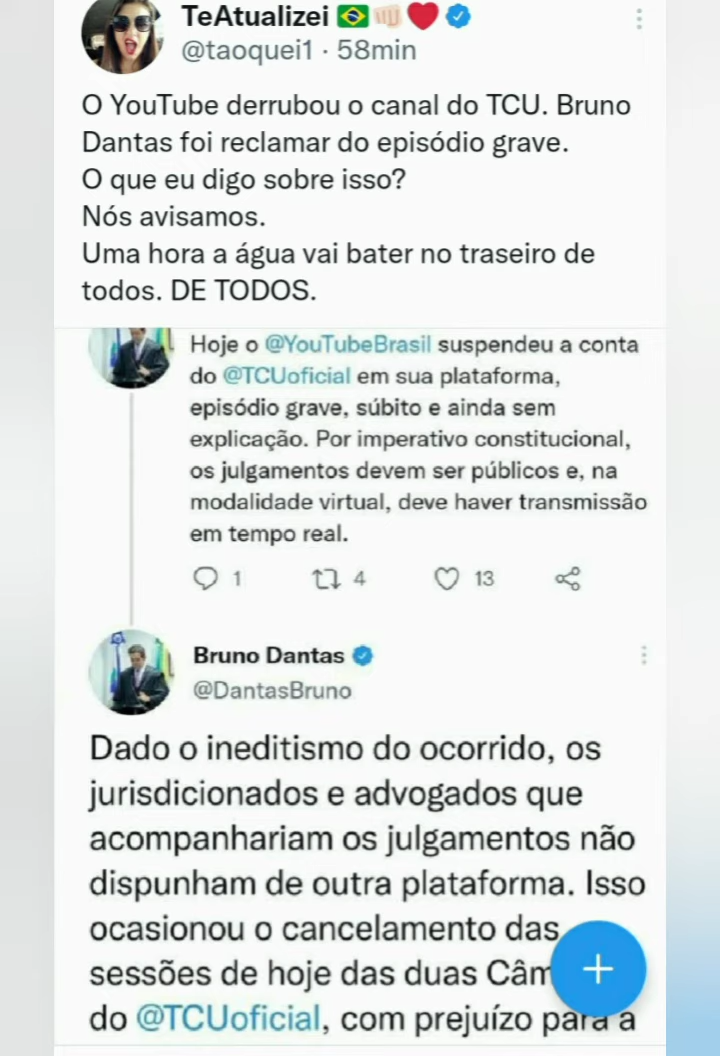 TeAtualizei 🇧🇷👊🏻❤️
@taoquei1 · 58min
O YouTube derrubou o canal do TCU. Bruno
Dantas foi reclamar do episódio grave.
O que eu digo sobre isso?
Nós avisamos.
Uma hora a água vai bater no traseiro de
todos. DE TODOS.
Hoje o @YouTubeBrasil suspendeu a conta
do @TCUoficial em sua plataforma,
episódio grave, súbito e ainda sem
explicação. Por imperativo constitucional,
os julgamentos devem ser públicos e, na
modalidade virtual, deve haver transmissão
em tempo real.
1 4 13
Bruno Dantas
@DantasBruno
Dado o ineditismo do ocorrido, os
jurisdicionados e advogados que
acompanhariam os julgamentos não
dispunham de outra plataforma. Isso
ocasionou o cancelamento das
sessões de hoje das duas Câm
do @TCUoficial, com prejuízo para a